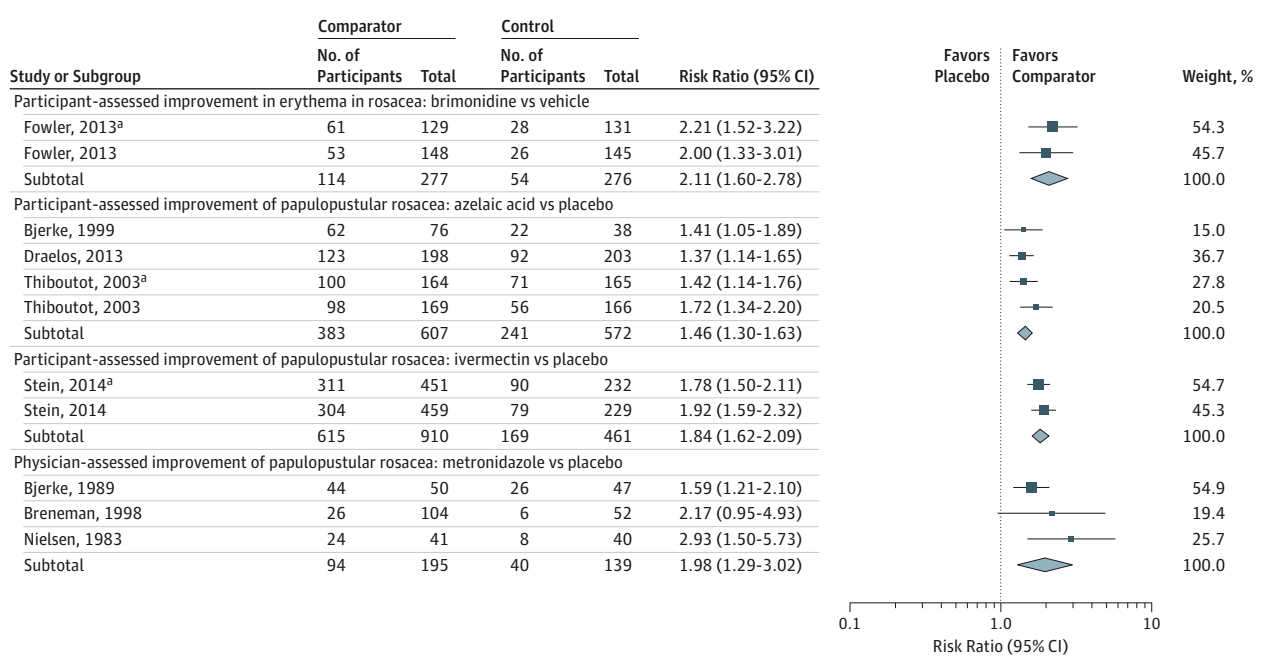 Comparator Control
No. of Participants Total No. of Participants Total Favors Placebo Favors Comparator
Study or Subgroup Risk Ratio (95% CI) Weight, %
Participant-assessed improvement in erythema in rosacea: brimonidine vs vehicle
Fowler, 2013a 61 129 28 131 2.21 (1.52-3.22) 54.3
Fowler, 2013 53 148 26 145 2.00 (1.33-3.01) 45.7
Subtotal 114 277 54 276 2.11 (1.60-2.78) 100.0
Participant-assessed improvement of papulopustular rosacea: azelaic acid vs placebo
Bjerke, 1999 62 76 22 38 1.41 (1.05-1.89) 15.0
Draelos, 2013 123 198 92 203 1.37 (1.14-1.65) 36.7
Thiboutot, 2003a 100 164 71 165 1.42 (1.14-1.76) 27.8
Thiboutot, 2003 98 169 56 166 1.72 (1.34-2.20) 20.5
Subtotal 383 607 241 572 1.46 (1.30-1.63) 100.0
Participant-assessed improvement of papulopustular rosacea: ivermectin vs placebo
Stein, 2014a 311 451 90 232 1.78 (1.50-2.11) 54.7
Stein, 2014 304 459 79 229 1.92 (1.59-2.32) 45.3
Subtotal 615 910 169 461 1.84 (1.62-2.09) 100.0
Physician-assessed improvement of papulopustular rosacea: metronidazole vs placebo
Bjerke, 1989 44 50 26 47 1.59 (1.21-2.10) 54.9
Breneman, 1998 26 104 6 52 2.17 (0.95-4.93) 19.4
Nielsen, 1983 24 41 8 40 2.93 (1.50-5.73) 25.7
Subtotal 94 195 40 139 1.98 (1.29-3.02) 100.0
0.1 1.0 10
Risk Ratio (95% CI)